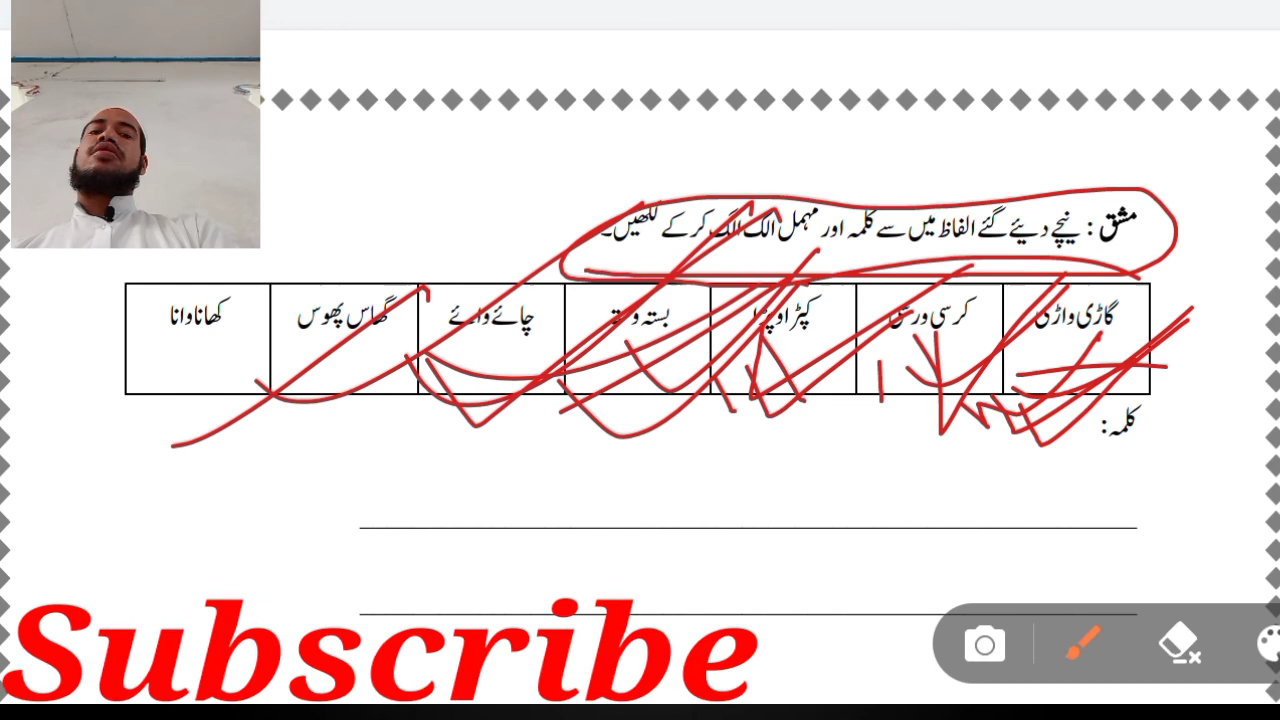 مشق : نیچے دیئے گئے الفاظ میں سے کلمہ اور مہمل الگ الگ کر کے لکھیں۔
گاڑی واڑی کرسی ورسی کپڑا وپڑا بستہ وستہ چائے وائے گھاس پھوس کھانا وانا
کلمہ:
Subscribe